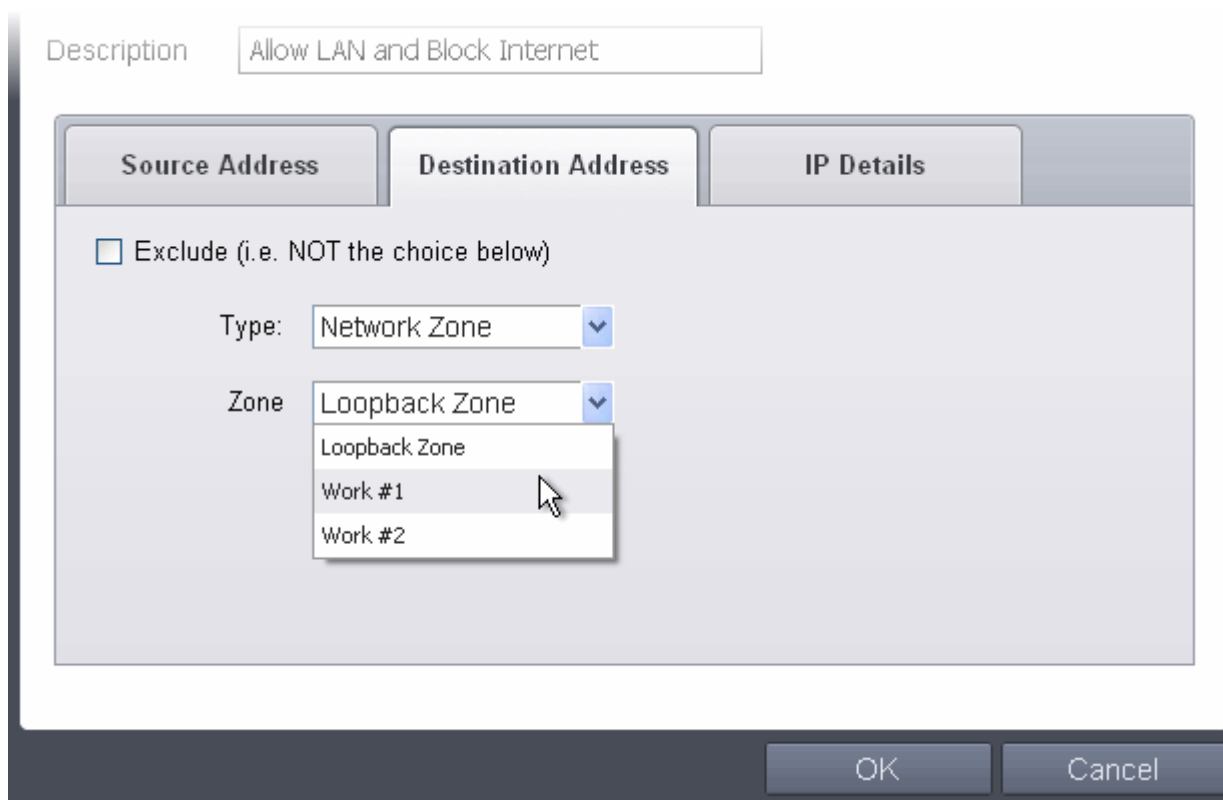 Description Allow LAN and Block Internet
Source Address Destination Address IP Details
Exclude (i.e. NOT the choice below)
Type: Network Zone
Zone Loopback Zone
Loopback Zone
Work #1
Work #2
OK Cancel